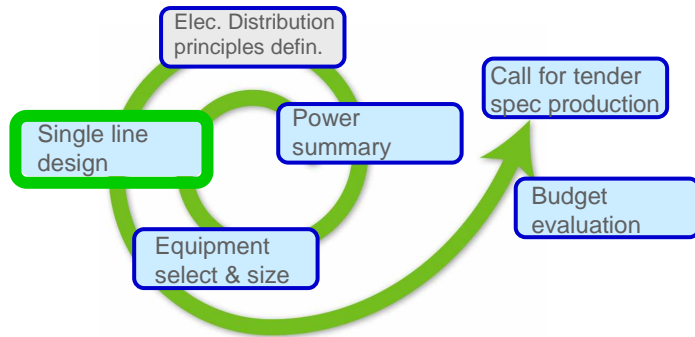 Elec. Distribution
principles defin.
Call for tender
spec production
Single line
design
Power
summary
Budget
evaluation
Equipment
select & size